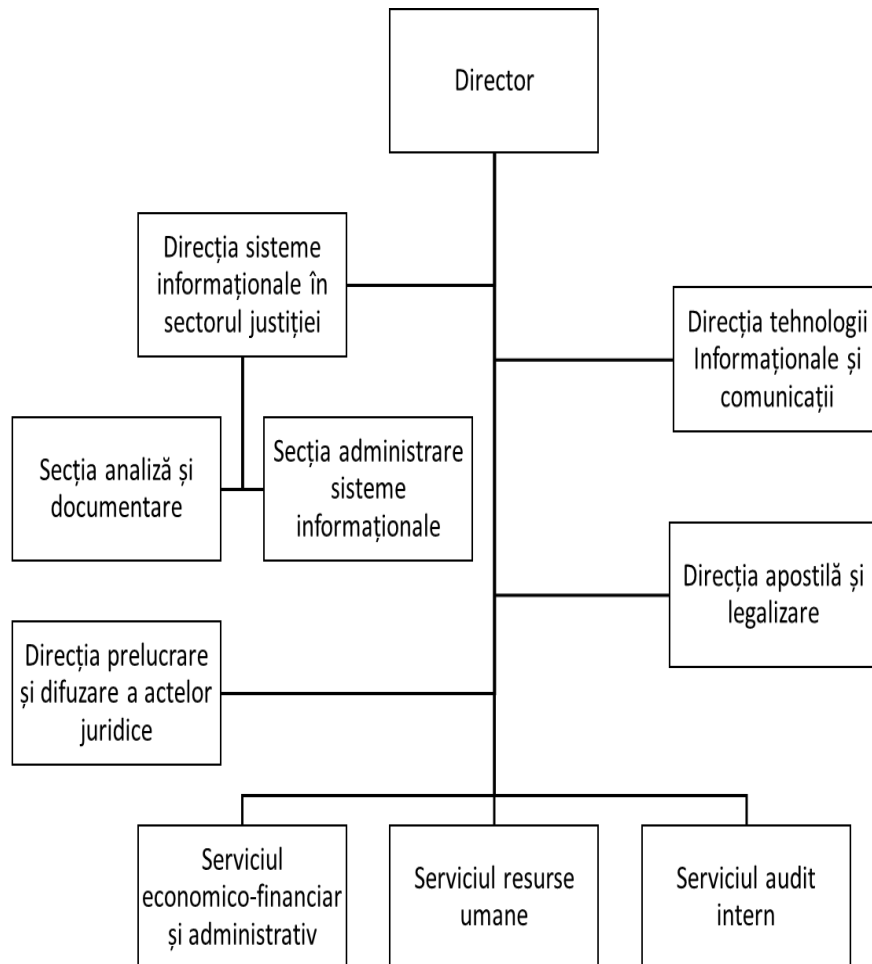 Director
Direcția sisteme
informaționale în
sectorul justiției
Direcția tehnologii
Informaționale și
comunicații
Secția analiză și
documentare
Secția administrare
sisteme
informaționale
Direcția apostilă și
legalizare
Direcția prelucrare
și difuzare a actelor
juridice
Serviciul
economico-financiar
și administrativ
Serviciul resurse
umane
Serviciul audit
intern